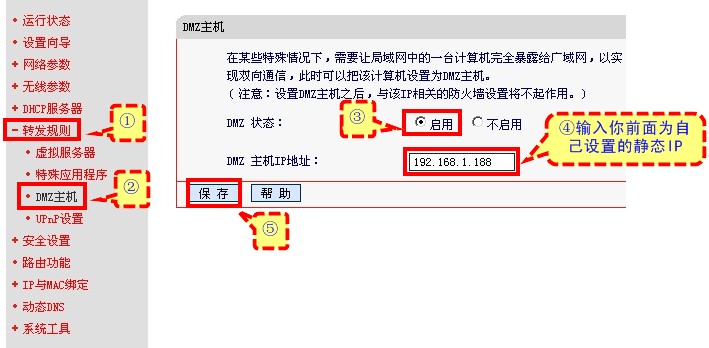 运行状态
设置向导
网络参数
无线参数
DHCP服务器
转发规则
虚拟服务器
特殊应用程序
DMZ主机
UPnP设置
安全设置
路由功能
IP与MAC绑定
动态DNS
系统工具
①
②
DMZ主机
在某些特殊情况下，需要让局域网中的一台计算机完全暴露给广域网，以实
现双向通信，此时可以把该计算机设置为DMZ主机。
（注意：设置DMZ主机之后，与该IP相关的防火墙设置将不起作用。）
DMZ 状态：
③
启用
不启用
DMZ 主机IP地址：
192.168.1.188
④输入你前面为自
己设置的静态IP
保 存
帮 助
⑤